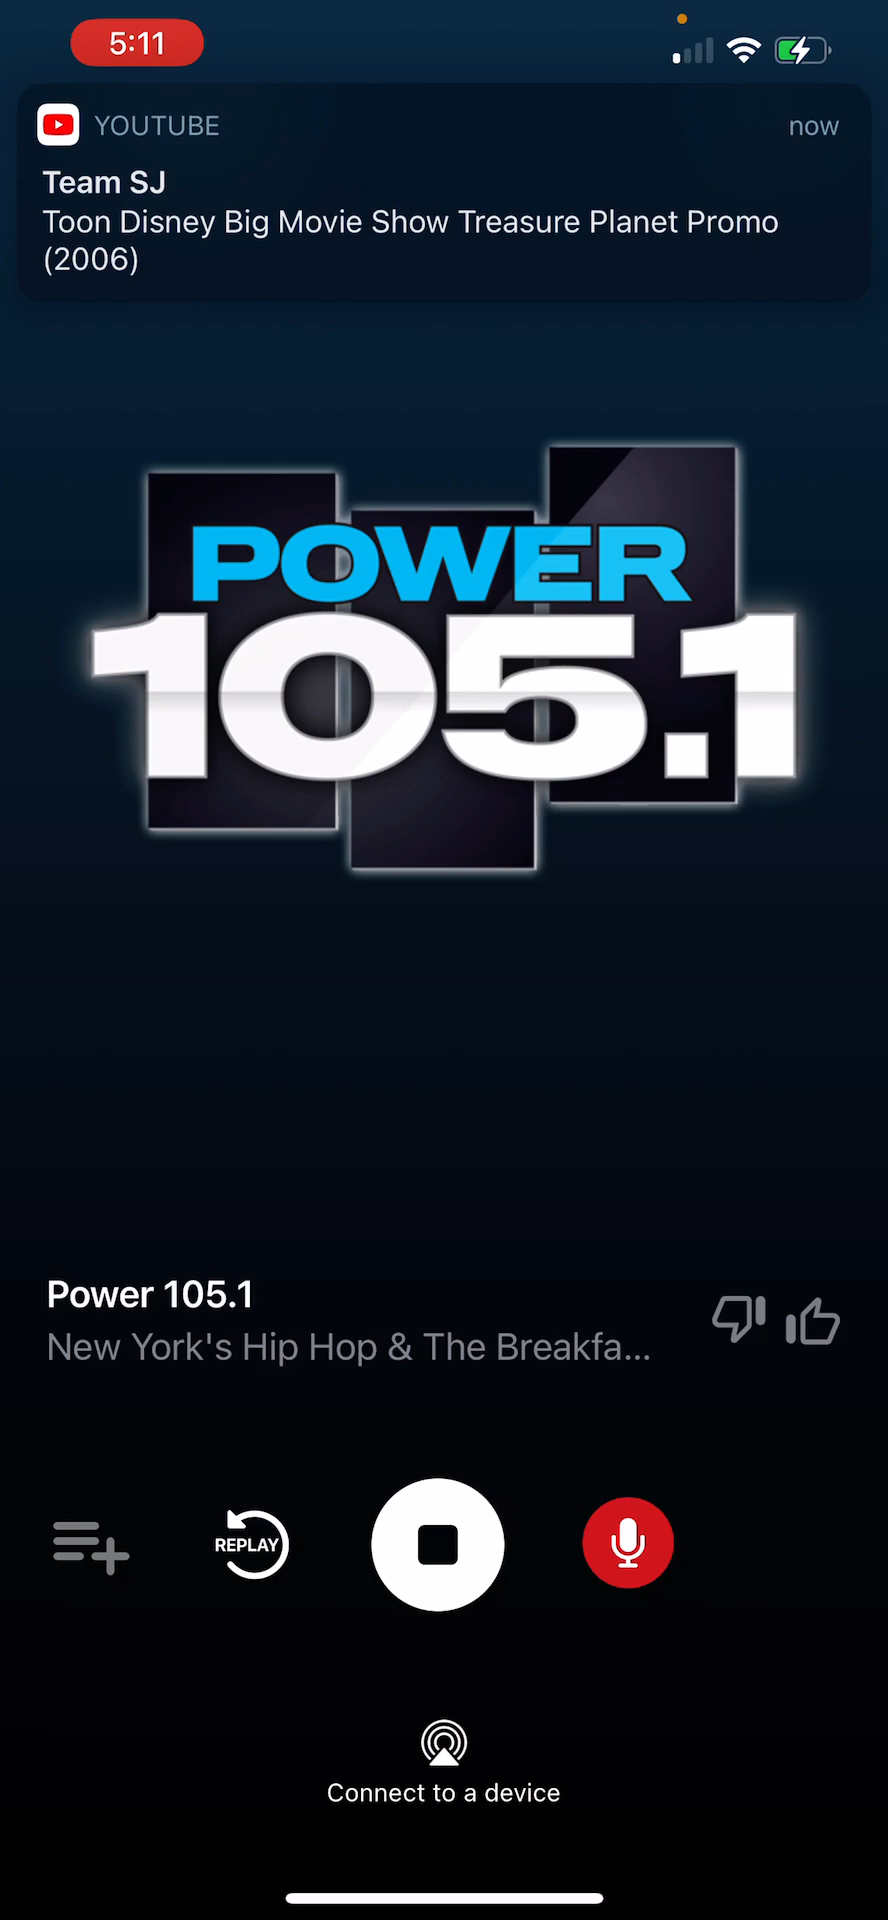 5:11
YOUTUBE
now
Team SJ
Toon Disney Big Movie Show Treasure Planet Promo
(2006)
POWER
105.1
Power 105.1
New York's Hip Hop & The Breakfa...
REPLAY
Connect to a device